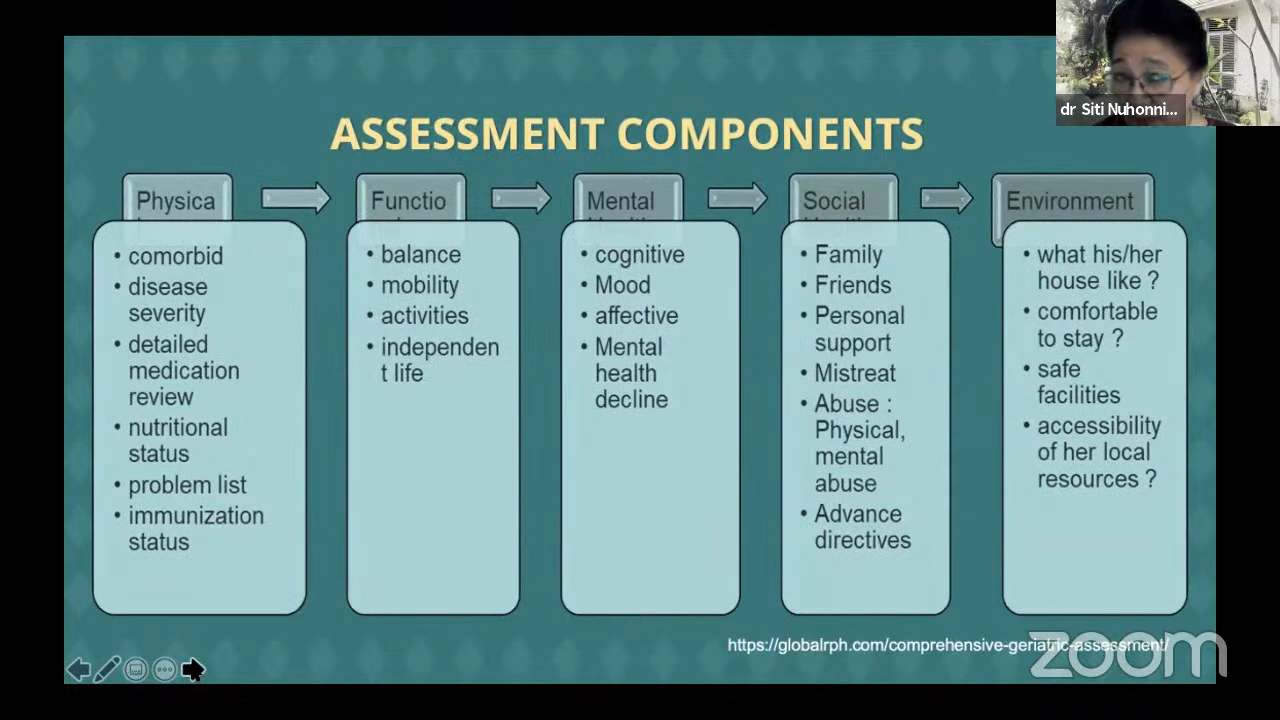 dr Siti Nuhonni...
ASSESSMENT COMPONENTS
Physica
Functio
Mental
Social
Environment
• comorbid
• disease
severity
• detailed
medication
review
• nutritional
status
• problem list
• immunization
status
• balance
• mobility
• activities
• independen
t life
• cognitive
• Mood
• affective
• Mental
health
decline
• Family
• Friends
• Personal
support
• Mistreat
• Abuse :
Physical,
mental
abuse
• Advance
directives
• what his/her
house like ?
• comfortable
to stay ?
• safe
facilities
• accessibility
of her local
resources ?
https://globalrph.com/comprehensive-geriatric-assessment/
zoom